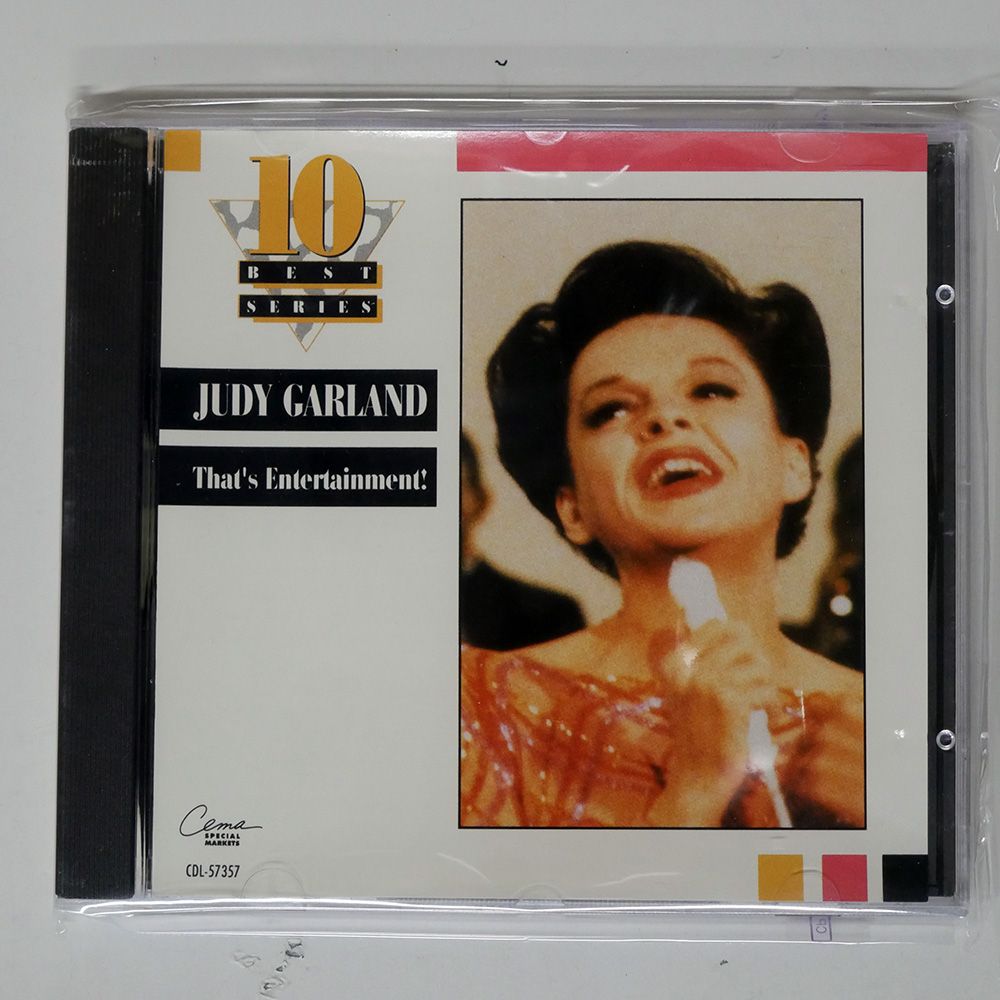 10
BEST
SERIES
JUDY GARLAND
That's Entertainment!
Cema
SPECIAL
MARKETS
CDL-57357